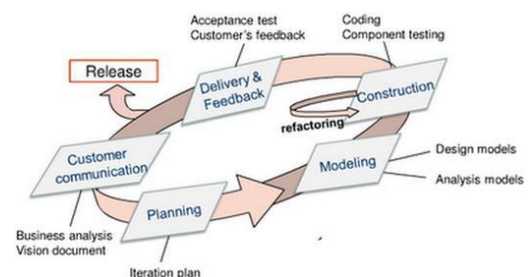 Acceptance test
Customer's feedback
Coding
Component testing
Release
Delivery &
Feedback
Construction
refactoring
Customer
communication
Modeling
Design models
Analysis models
Planning
Business analysis
Vision document
Iteration plan